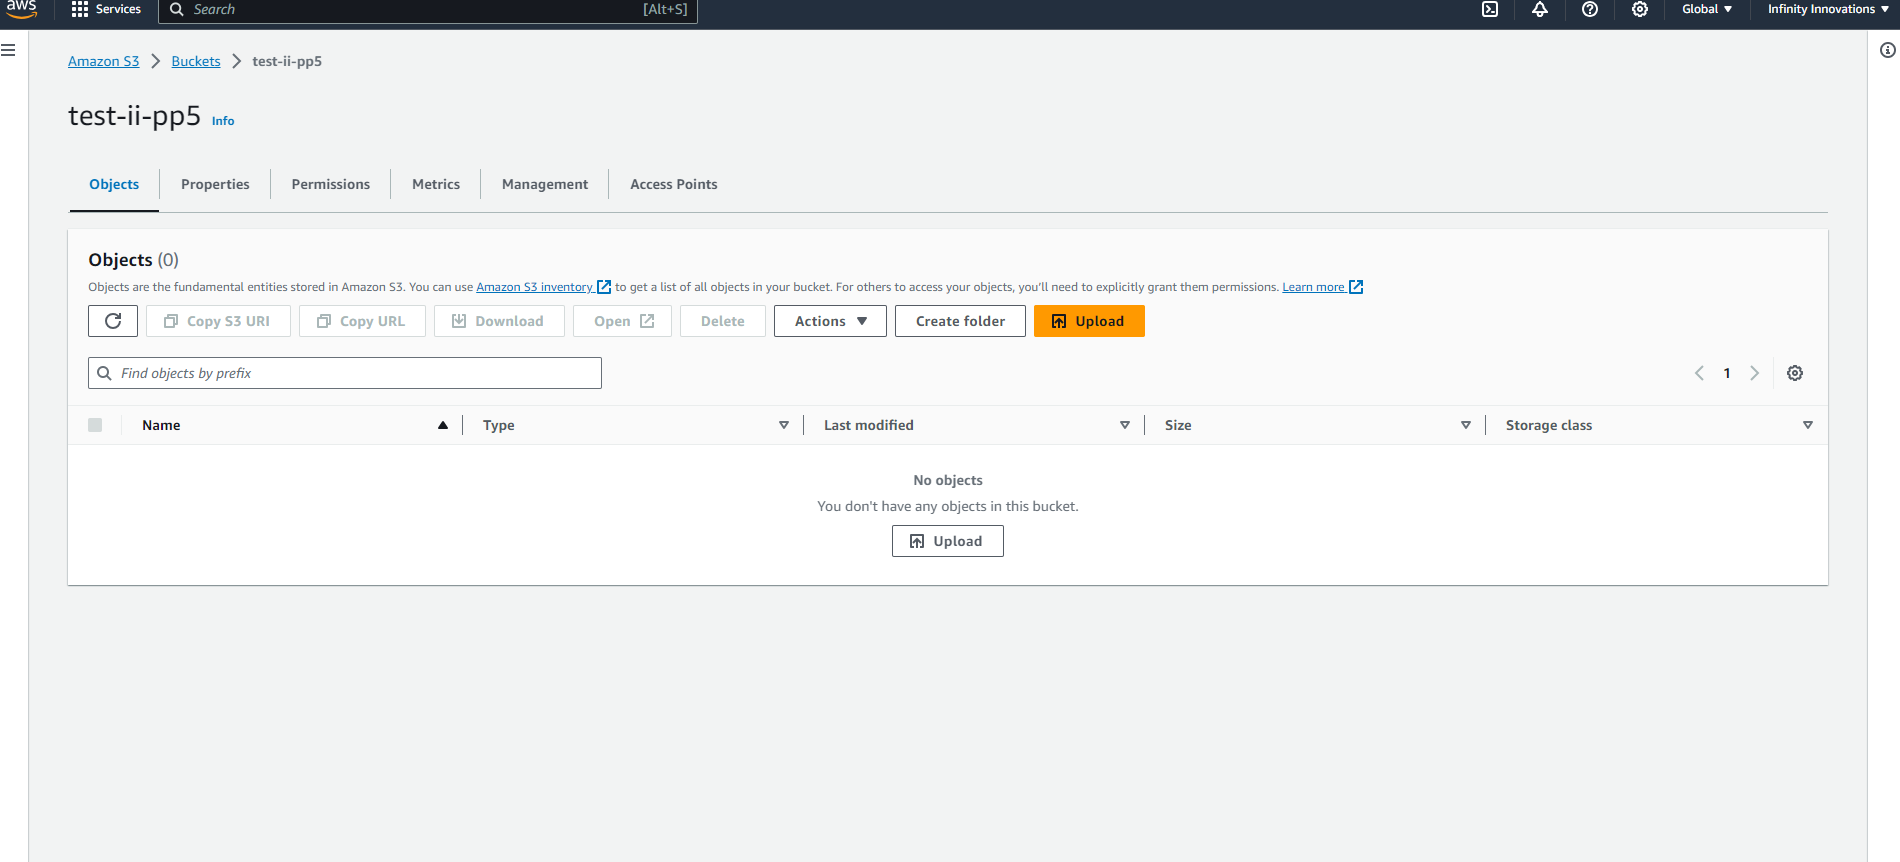 aws
Services
Search
[Alt+S]
Global
Infinity Innovations
Amazon S3
Buckets
test-ii-pp5
test-ii-pp5
Info
Objects
Properties
Permissions
Metrics
Management
Access Points
Objects (0)
Objects are the fundamental entities stored in Amazon S3. You can use Amazon S3 inventory to get a list of all objects in your bucket. For others to access your objects, you'll need to explicitly grant them permissions. Learn more
Copy S3 URI
Copy URL
Download
Open
Delete
Actions
Create folder
Upload
Find objects by prefix
1
Name
Type
Last modified
Size
Storage class
No objects
You don't have any objects in this bucket.
Upload